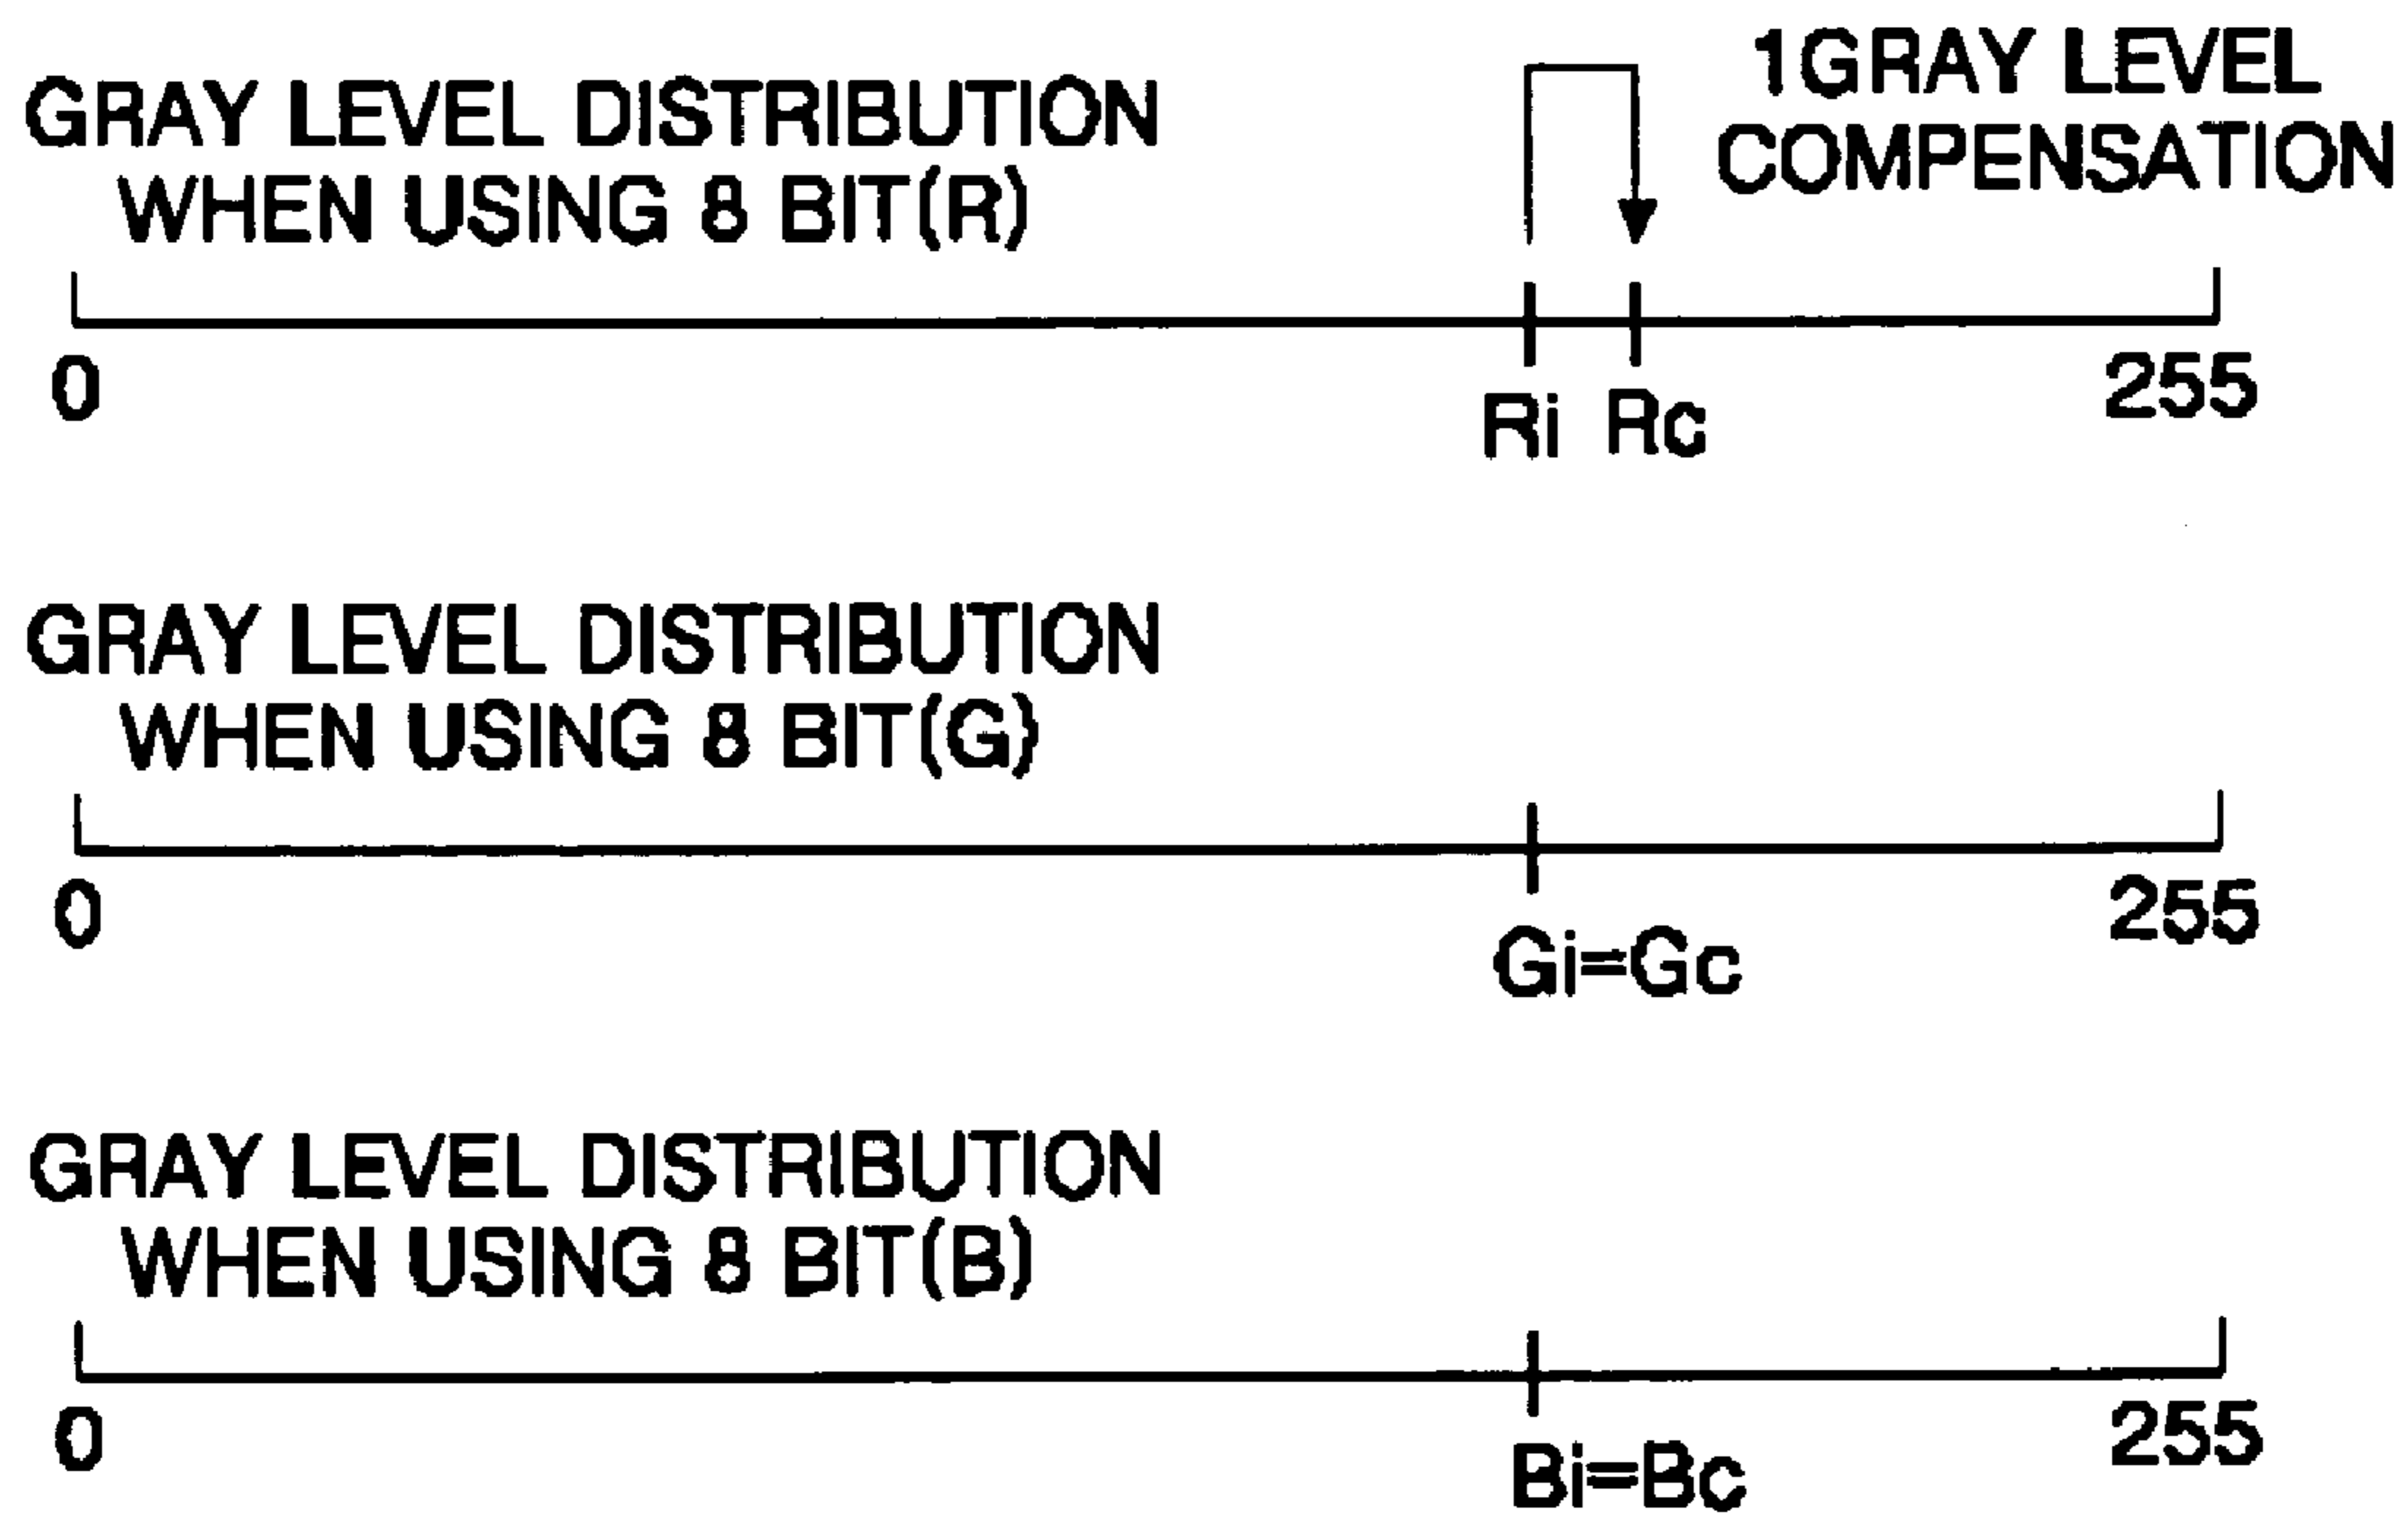 GRAY LEVEL DISTRIBUTION
WHEN USING 8 BIT(R)
1GRAY LEVEL
COMPENSATION
0
Ri
Rc
255
GRAY LEVEL DISTRIBUTION
WHEN USING 8 BIT(G)
0
Gi=Gc
255
GRAY LEVEL DISTRIBUTION
WHEN USING 8 BIT(B)
0
Bi=Bc
255